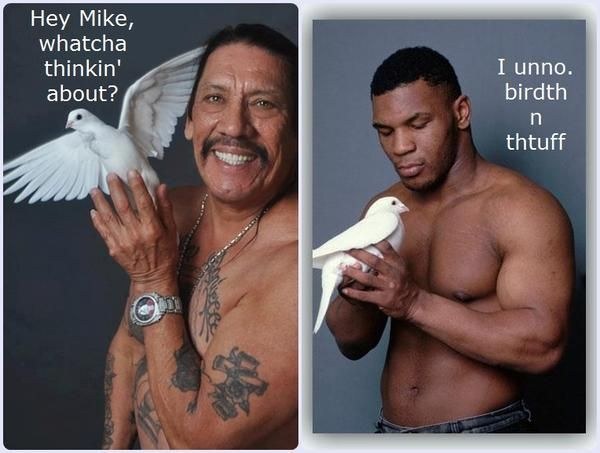 Hey Mike,
whatcha
thinkin'
about?
I unno.
birdth
n
thtuff